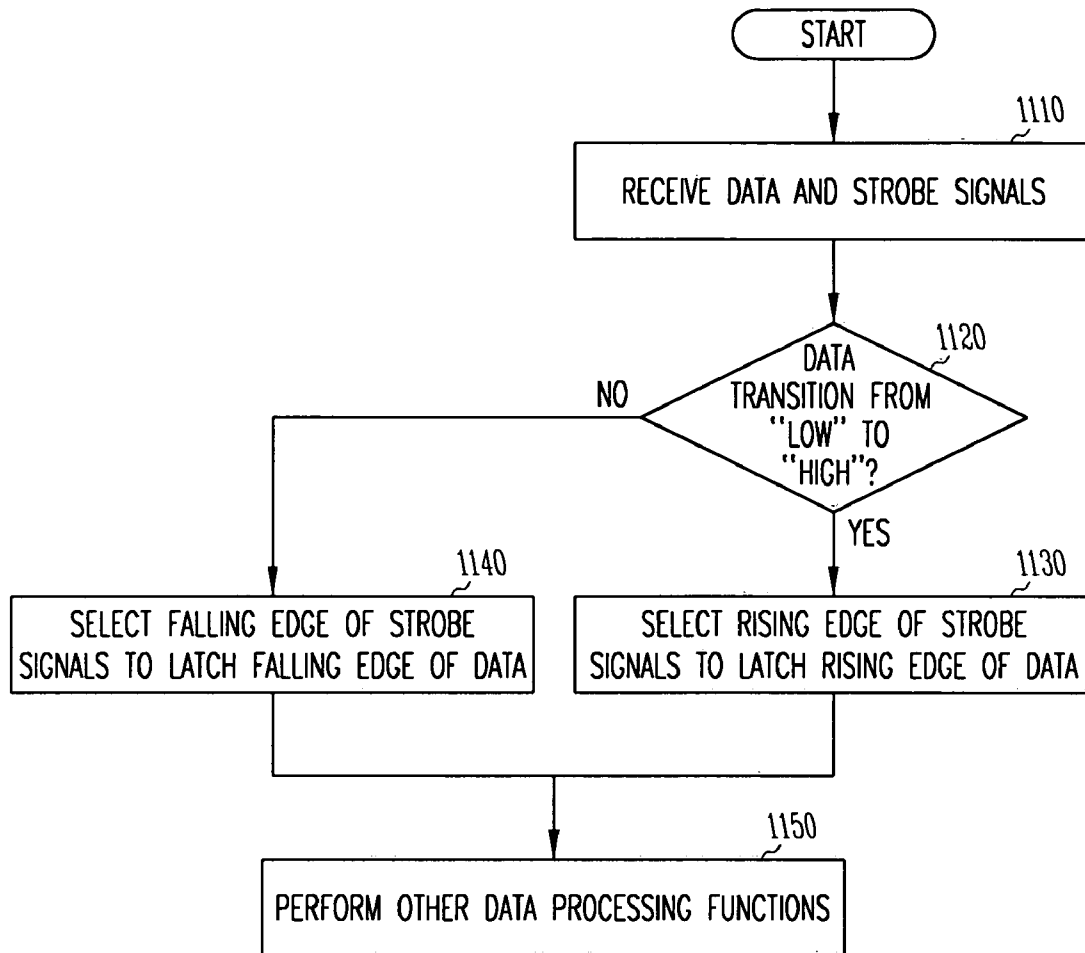 START
1110
RECEIVE DATA AND STROBE SIGNALS
1120
DATA
TRANSITION FROM
"LOW" TO
"HIGH"?
NO
YES
1140
SELECT FALLING EDGE OF STROBE
SIGNALS TO LATCH FALLING EDGE OF DATA
1130
SELECT RISING EDGE OF STROBE
SIGNALS TO LATCH RISING EDGE OF DATA
1150
PERFORM OTHER DATA PROCESSING FUNCTIONS